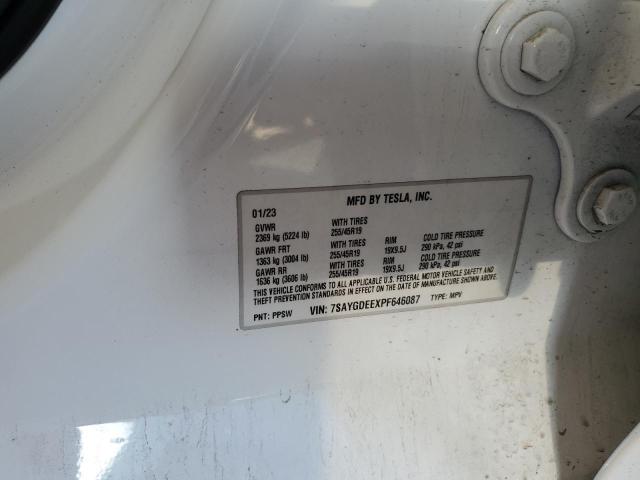 MFD BY TESLA, INC.
01/23
GVWR WITH TIRES
2369 kg (5224 lb) 255/45R19
GAWR FRT WITH TIRES RIM COLD TIRE PRESSURE
1363 kg (3004 lb) 255/45R19 19X9.5J 290 kPa, 42 psi
GAWR RR WITH TIRES RIM COLD TIRE PRESSURE
1636 kg (3606 lb) 255/45R19 19X9.5J 290 kPa, 42 psi
THIS VEHICLE CONFORMS TO ALL APPLICABLE U.S. FEDERAL MOTOR VEHICLE SAFETY AND
THEFT PREVENTION STANDARDS IN EFFECT ON THE DATE OF MANUFACTURE SHOWN ABOVE.
PNT: PPSW VIN: 7SAYGDEEXPF646087 TYPE: MPV